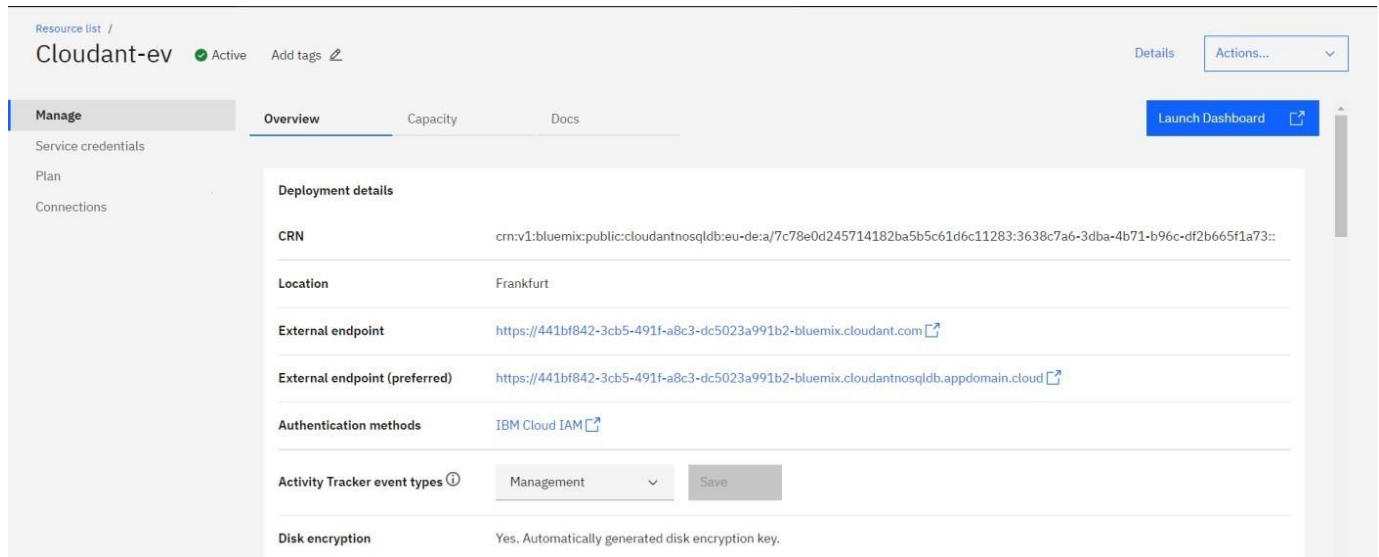 Resource list /
Cloudant-ev Active Add tags Details Actions...
Manage
Service credentials
Plan
Connections
Overview Capacity Docs Launch Dashboard
Deployment details
CRN crn:v1:bluemix:public:cloudantnosqldb:eu-de:a/7c78e0d245714182ba5b5c61d6c11283:3638c7a6-3dba-4b71-b96c-df2b665f1a73::
Location Frankfurt
External endpoint https://441bf842-3cb5-491f-a8c3-dc5023a991b2-bluemix.cloudant.com
External endpoint (preferred) https://441bf842-3cb5-491f-a8c3-dc5023a991b2-bluemix.cloudantnosqldb.appdomain.cloud
Authentication methods IBM Cloud IAM
Activity Tracker event types Management Save
Disk encryption Yes. Automatically generated disk encryption key.